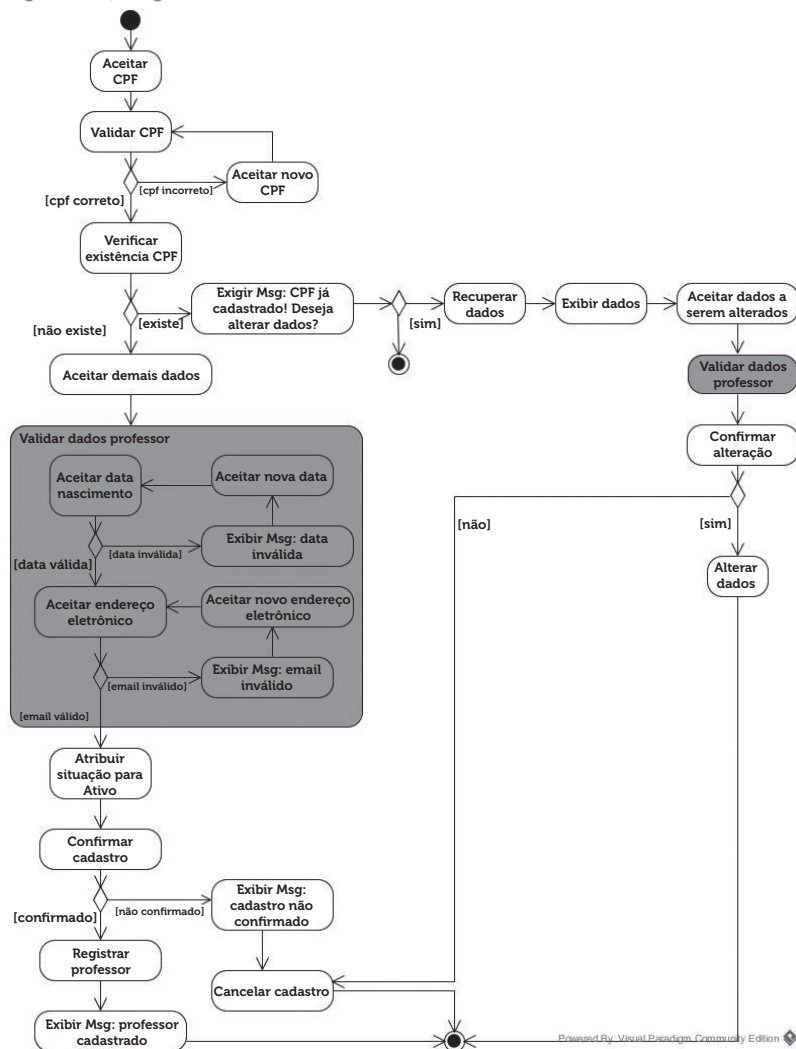 Aceitar
CPF
Validar CPF
Aceitar novo
CPF
[cpf incorreto]
[cpf correto]
Verificar
existência CPF
Exigir Msg: CPF já
cadastrado! Deseja
alterar dados?
Recuperar
dados
Exibir dados
Aceitar dados a
serem alterados
[existe]
[sim]
[não existe]
Aceitar demais dados
Validar dados
professor
Validar dados professor
Confirmar
alteração
Aceitar data
nascimento
Aceitar nova data
[não]
[sim]
Exibir Msg: data
inválida
[data inválida]
[data válida]
Alterar
dados
Aceitar endereço
eletrônico
Aceitar novo endereço
eletrônico
Exibir Msg: email
inválido
[email inválido]
[email válido]
Atribuir
situação para
Ativo
Confirmar
cadastro
Exibir Msg:
cadastro não
confirmado
[não confirmado]
[confirmado]
Registrar
professor
Cancelar cadastro
Exibir Msg: professor
cadastrado
Powered By Visual Paradigm Community Edition